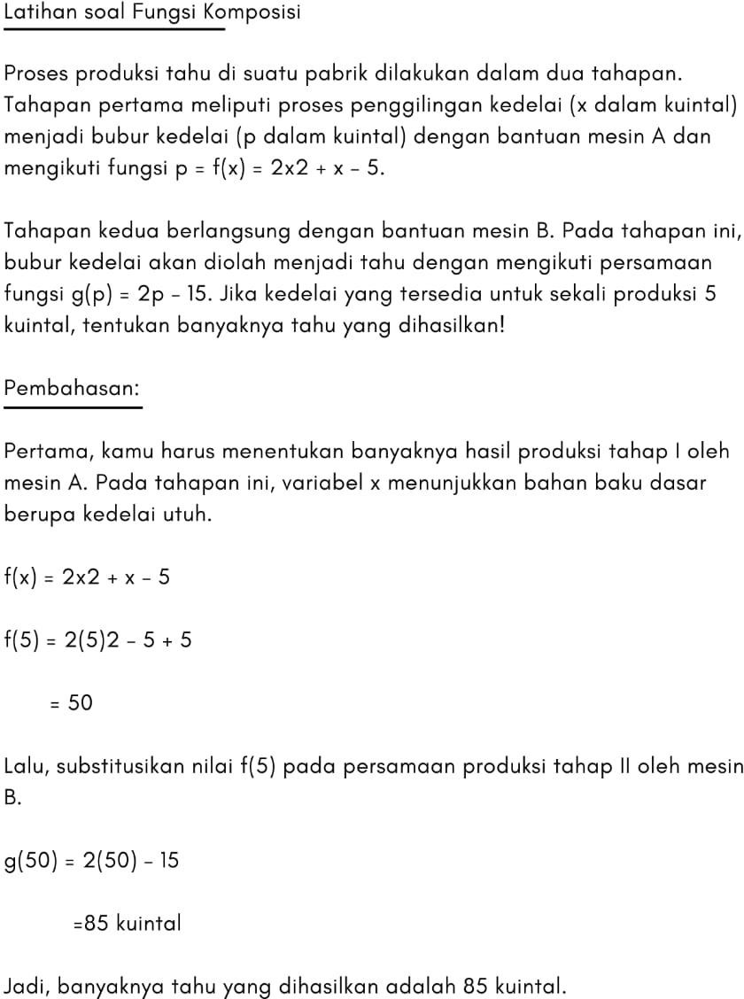 Latihan soal Fungsi Komposisi
Proses produksi tahu di suatu pabrik dilakukan dalam dua tahapan.
Tahapan pertama meliputi proses penggilingan kedelai (x dalam kuintal)
menjadi bubur kedelai (p dalam kuintal) dengan bantuan mesin A dan
mengikuti fungsi p = f(x) = 2x2 + x – 5.
Tahapan kedua berlangsung dengan bantuan mesin B. Pada tahapan ini,
bubur kedelai akan diolah menjadi tahu dengan mengikuti persamaan
fungsi g(p) = 2p – 15. Jika kedelai yang tersedia untuk sekali produksi 5
kuintal, tentukan banyaknya tahu yang dihasilkan!
Pembahasan:
Pertama, kamu harus menentukan banyaknya hasil produksi tahap I oleh
mesin A. Pada tahapan ini, variabel x menunjukkan bahan baku dasar
berupa kedelai utuh.
f(x) = 2x2 + x – 5
f(5) = 2(5)2 – 5 + 5
= 50
Lalu, substitusikan nilai f(5) pada persamaan produksi tahap II oleh mesin
B.
g(50) = 2(50) – 15
=85 kuintal
Jadi, banyaknya tahu yang dihasilkan adalah 85 kuintal.